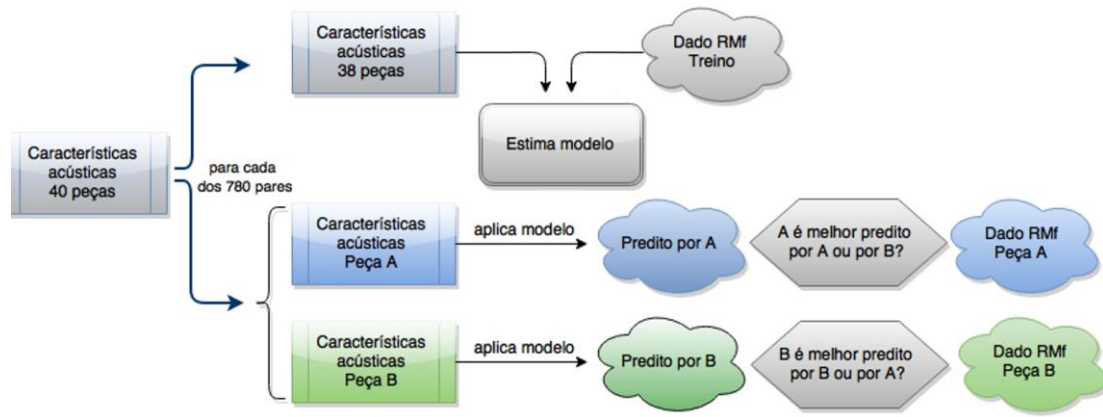 Características
acústicas
40 peças
para cada
dos 780 pares
Características
acústicas
38 peças
Dado RMf
Treino
Estima modelo
Características
acústicas
Peça A
aplica modelo
Predito por A
A é melhor predito
por A ou por B?
Dado RMf
Peça A
Características
acústicas
Peça B
aplica modelo
Predito por B
B é melhor predito
por B ou por A?
Dado RMf
Peça B